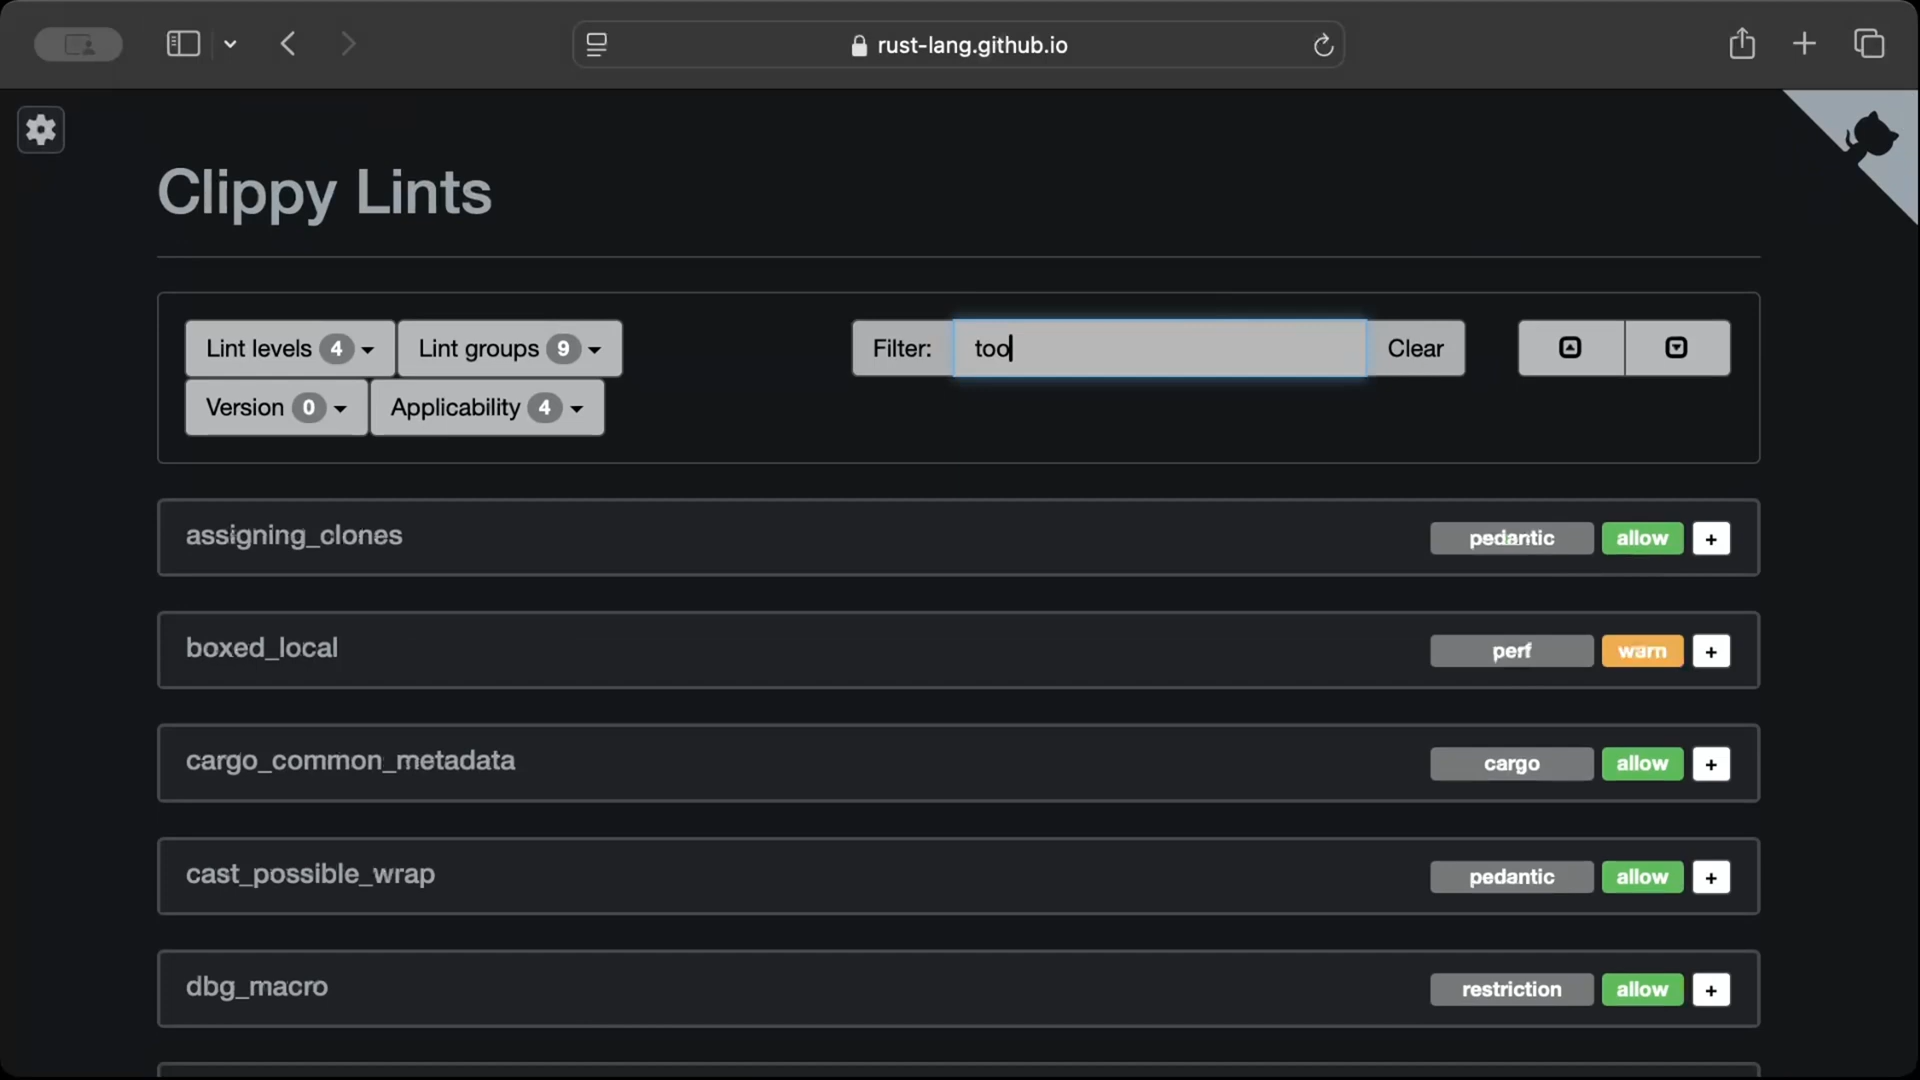 rust-lang.github.io
Clippy Lints
Lint levels 4
Lint groups 9
Filter: too
Clear
Version 0
Applicability 4
assigning_clones pedantic allow +
boxed_local perf warn +
cargo_common_metadata cargo allow +
cast_possible_wrap pedantic allow +
dbg_macro restriction allow +